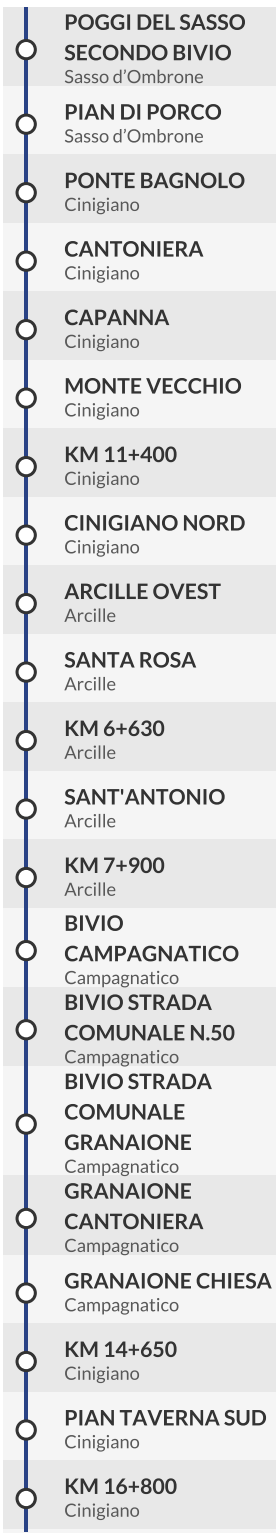 POGGI DEL SASSO
SECONDO BIVIO
Sasso d’Ombrone
PIAN DI PORCO
Sasso d’Ombrone
PONTE BAGNOLO
Cinigiano
CANTONIERA
Cinigiano
CAPANNA
Cinigiano
MONTE VECCHIO
Cinigiano
KM 11+400
Cinigiano
CINIGIANO NORD
Cinigiano
ARCILLE OVEST
Arcille
SANTA ROSA
Arcille
KM 6+630
Arcille
SANT'ANTONIO
Arcille
KM 7+900
Arcille
BIVIO
CAMPAGNATICO
Campagnatico
BIVIO STRADA
COMUNALE N.50
Campagnatico
BIVIO STRADA
COMUNALE
GRANAIONE
Campagnatico
GRANAIONE
CANTONIERA
Campagnatico
GRANAIONE CHIESA
Campagnatico
KM 14+650
Cinigiano
PIAN TAVERNA SUD
Cinigiano
KM 16+800
Cinigiano